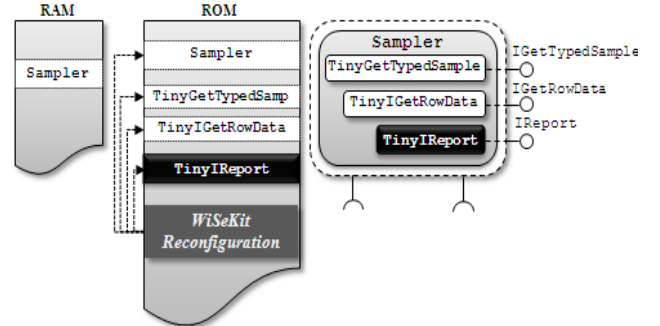 RAM
ROM
Sampler
Sampler
TinyGetTypedSamp
TinyIGetRowData
TinyIReport
WiSeKit
Reconfiguration
Sampler
TinyGetTypedSample
TinyIGetRowData
TinyIReport
IGetTypedSample
IGetRowData
IReport